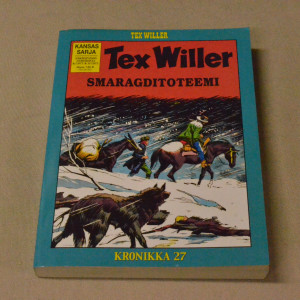 TEX WILLER
KANSAS
SARJA
Tex Willer
SMARAGDITOTEEMI
KRONIKKA 27